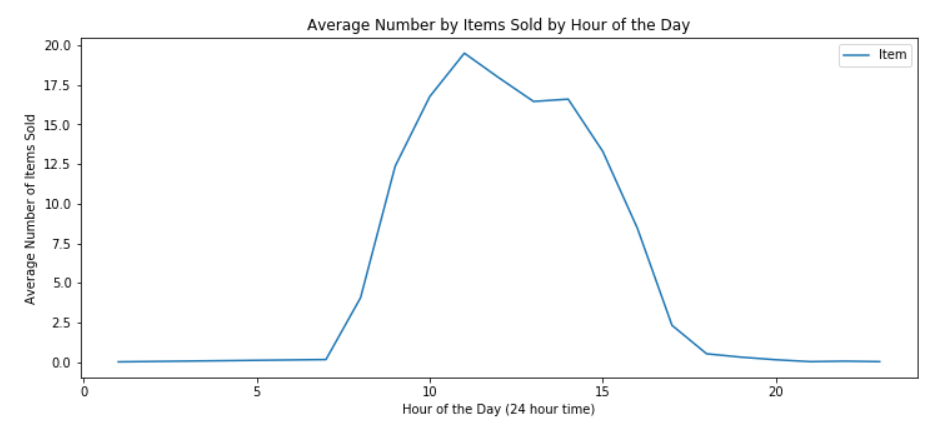 Average Number by Items Sold by Hour of the Day
Item
Average Number of Items Sold
20.0
17.5
15.0
12.5
10.0
7.5
5.0
2.5
0.0
0 5 10 15 20
Hour of the Day (24 hour time)